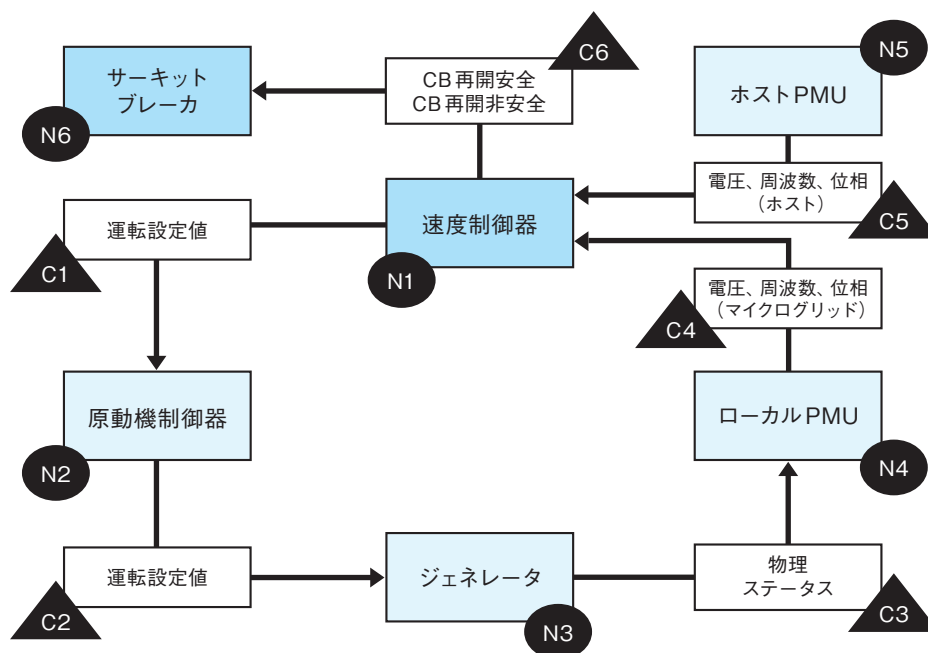 サーキット
ブレーカ
N6
CB再開安全
CB再開非安全
C6
ホストPMU
N5
電圧、周波数、位相
(ホスト)
C5
運転設定値
C1
速度制御器
N1
電圧、周波数、位相
(マイクログリッド)
C4
原動機制御器
N2
ローカルPMU
N4
運転設定値
C2
ジェネレータ
N3
物理
ステータス
C3